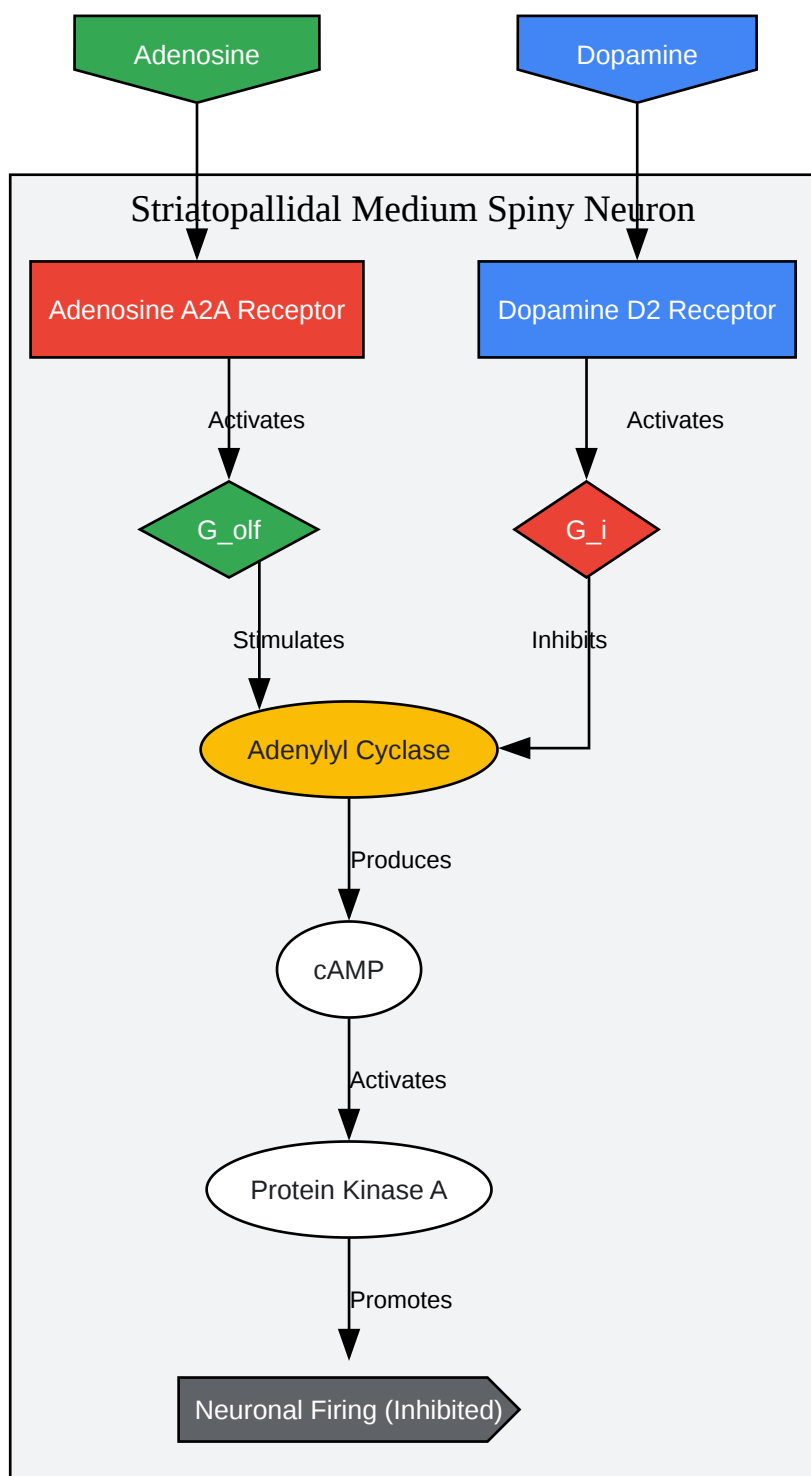 Adenosine
Dopamine
Striatopallidal Medium Spiny Neuron
Adenosine A2A Receptor
Dopamine D2 Receptor
Activates
Activates
G_olf
G_i
Stimulates
Inhibits
Adenylyl Cyclase
Produces
cAMP
Activates
Protein Kinase A
Promotes
Neuronal Firing (Inhibited)